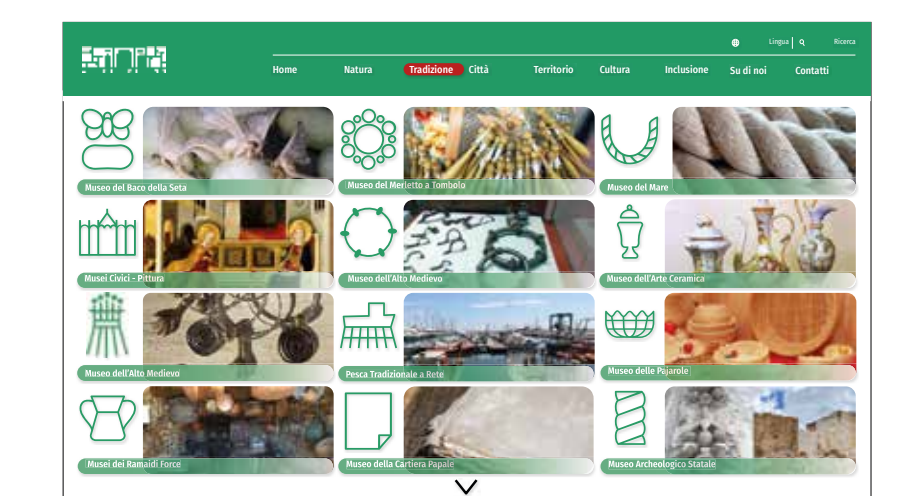 Lingua
Ricerca
Home
Natura
Tradizione
Città
Territorio
Cultura
Inclusione
Su di noi
Contatti
Museo del Baco della Seta
Museo del Merletto a Tombolo
Museo del Mare
Musei Civici - Pittura
Museo dell'Alto Medievo
Museo dell'Arte Ceramica
Museo dell'Alto Medievo
Pesca Tradizionale a Rete
Museo delle Pajarole
Musei dei Ramaidi Force
Museo della Cartiera Papale
Museo Archeologico Statale